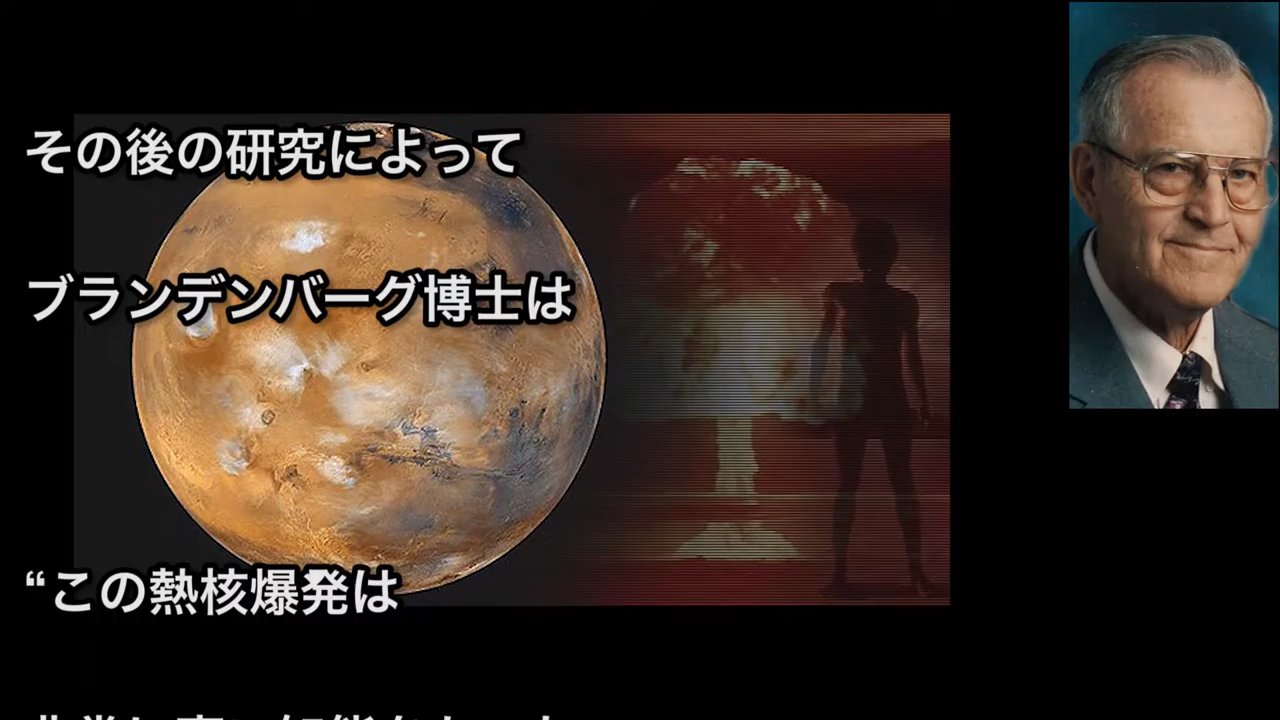 その後の研究によって
ブランデンバーグ博士は
“この熱核爆発は